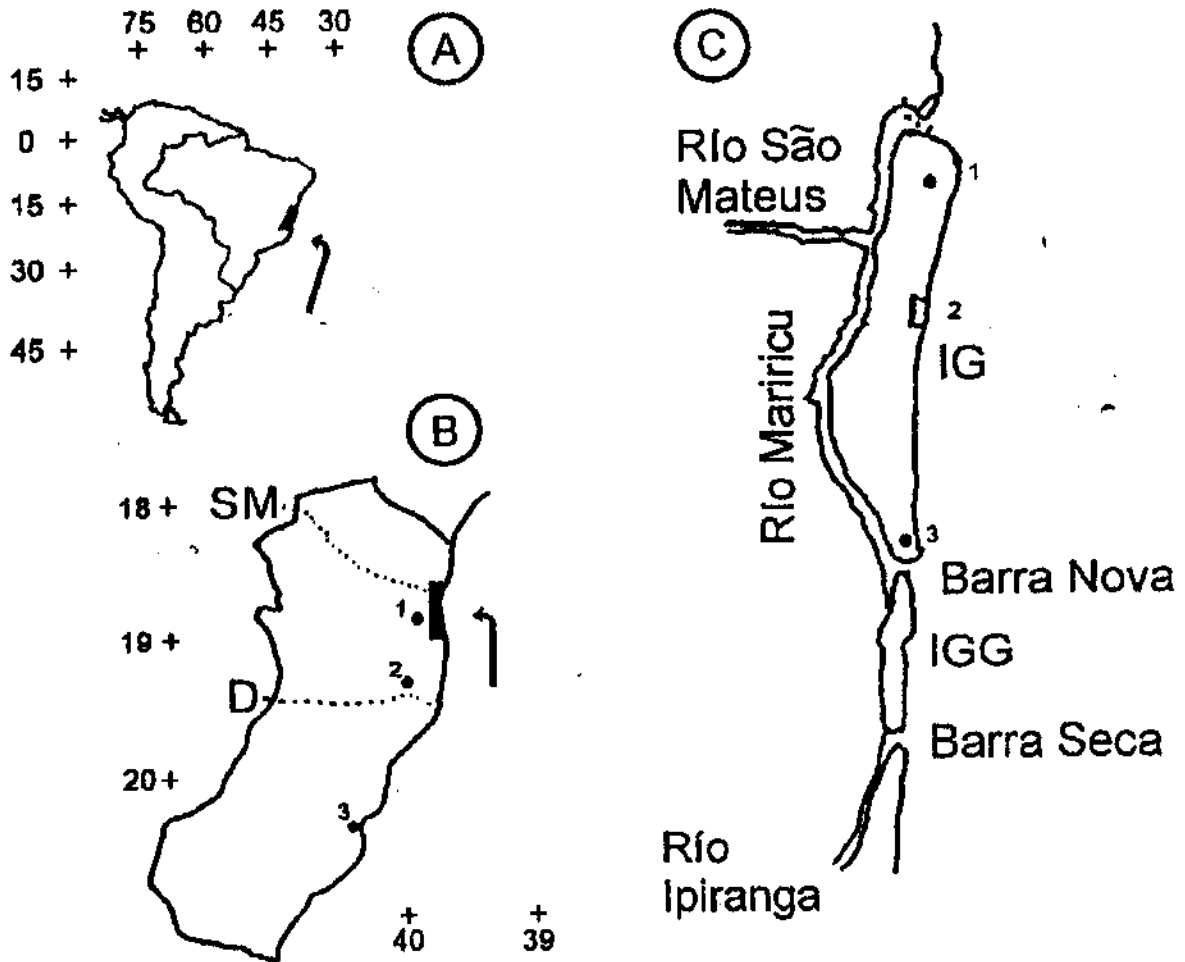 75 60 45 30
+ + + +
A
15 +
0 +
15 +
30 +
45 +
B
18 +
SM
1
19 +
2
D
20 +
3
+ +
40 39
C
Río São
Mateus
1
2
IG
Río Mariricu
3
Barra Nova
IGG
Barra Seca
Río
Ipiranga